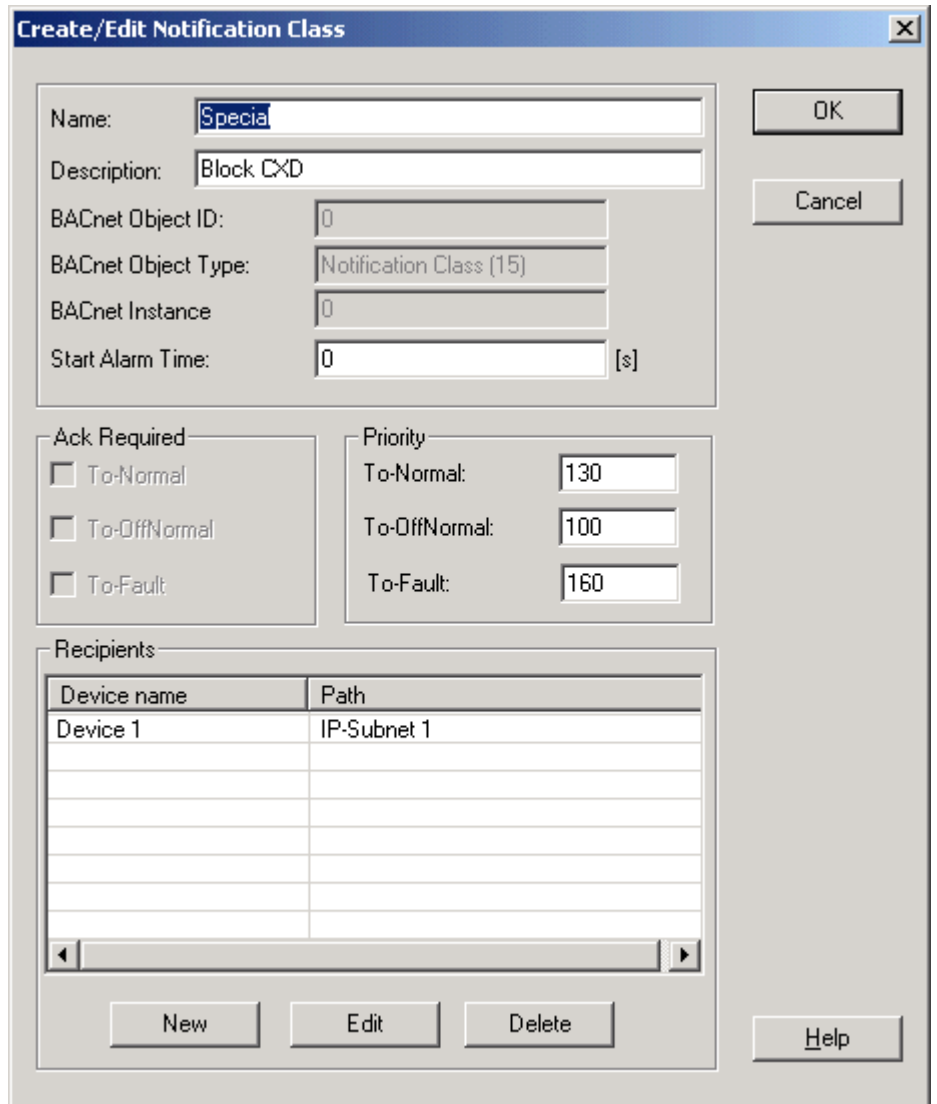 Create/Edit Notification Class
Name: Special
OK
Description: Block CXD
Cancel
BACnet Object ID: 0
BACnet Object Type: Notification Class (15)
BACnet Instance 0
Start Alarm Time: 0 [s]
Ack Required
To-Normal
To-OffNormal
To-Fault
Priority
To-Normal: 130
To-OffNormal: 100
To-Fault: 160
Recipients
Device name Path
Device 1 IP-Subnet 1
New Edit Delete
Help